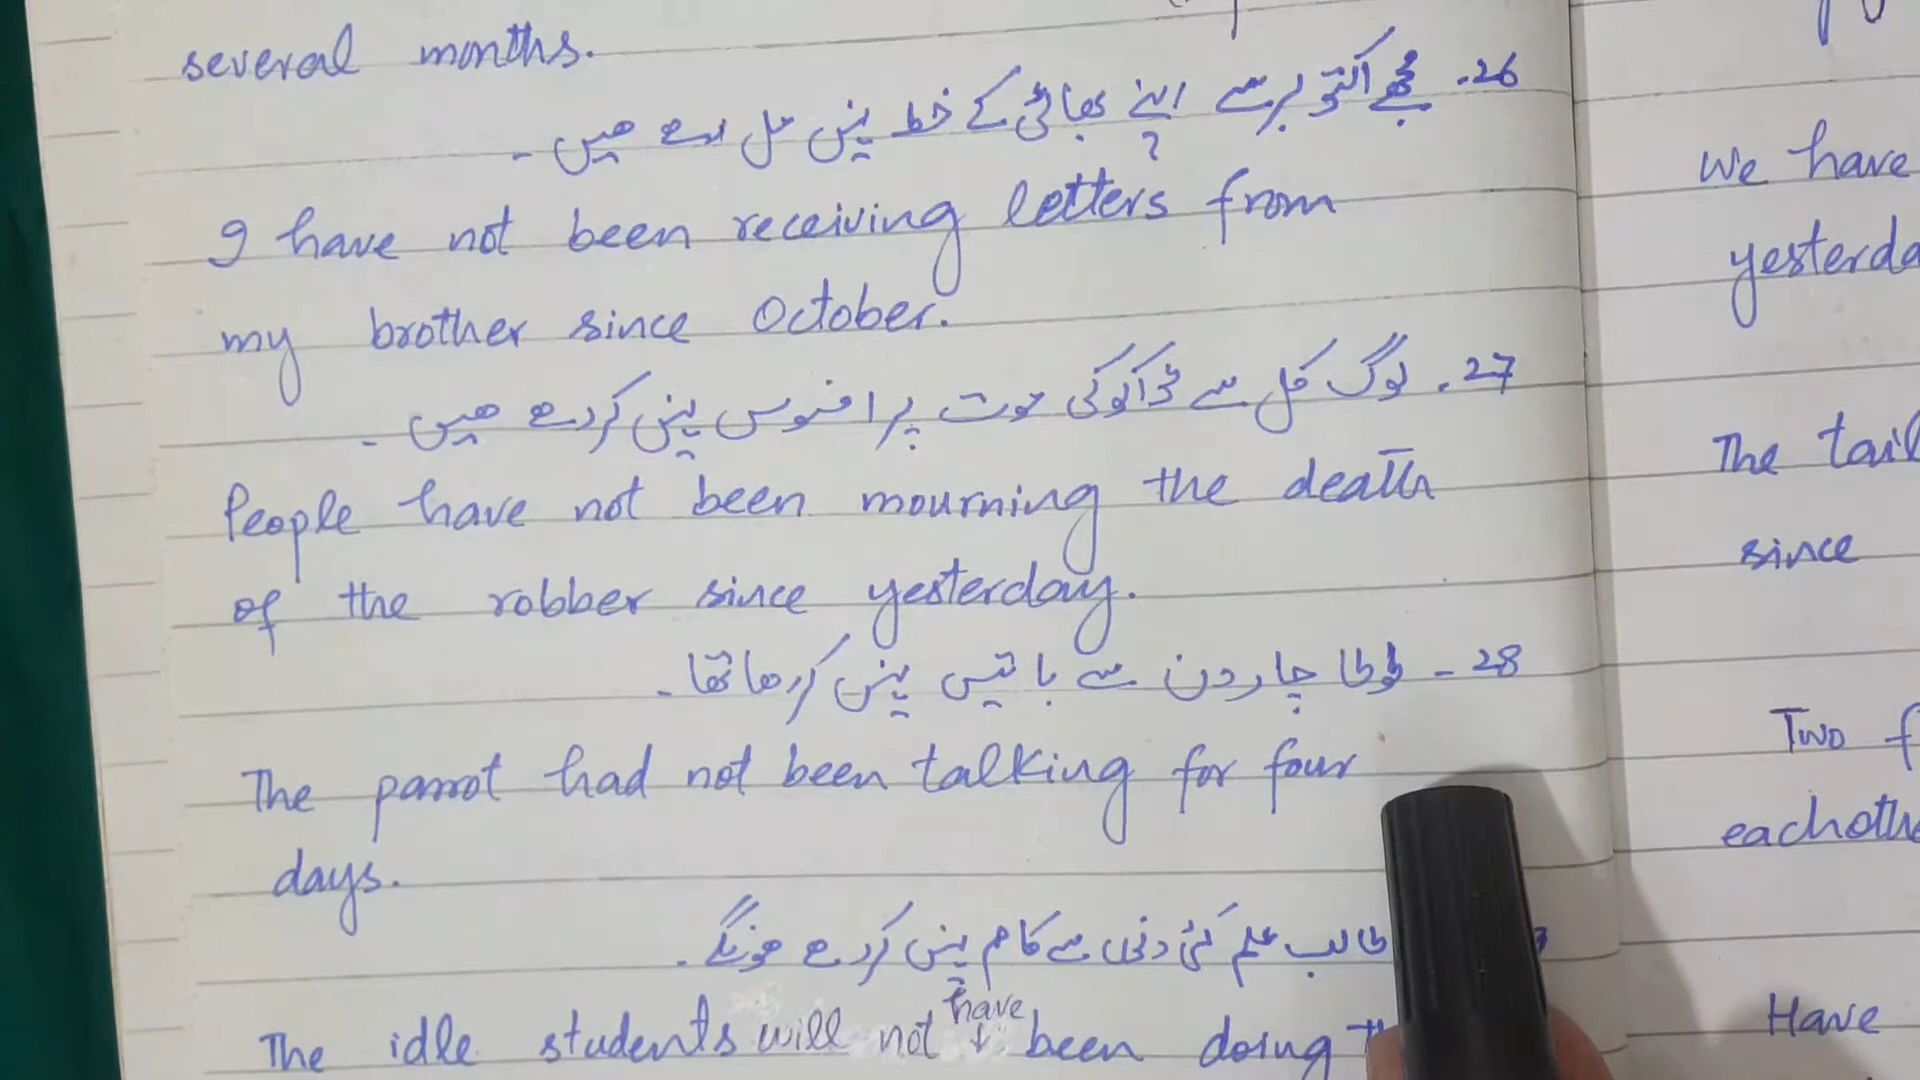 several months.
26۔ مجھے اکتوبر سے اپنے بھائی کے خط نہیں مل رہے ہیں ۔
?
I have not been receiving letters from
my brother since October.
27۔ لوگ کل سے ڈاکو کی موت پر افسوس نہیں کر رہے ہیں ۔
People have not been mourning the death
of the robber since yesterday.
28۔ طوطا چار دن سے باتیں نہیں کر رہا تھا۔
The parrot had not been talking for four
days.
طالب علم کئی دنوں سے کام نہیں کر رہے ہونگے۔
have
The idle students will not ↓ been doing
We have
yesterda
The tail
since
Two f
eachothe
Have